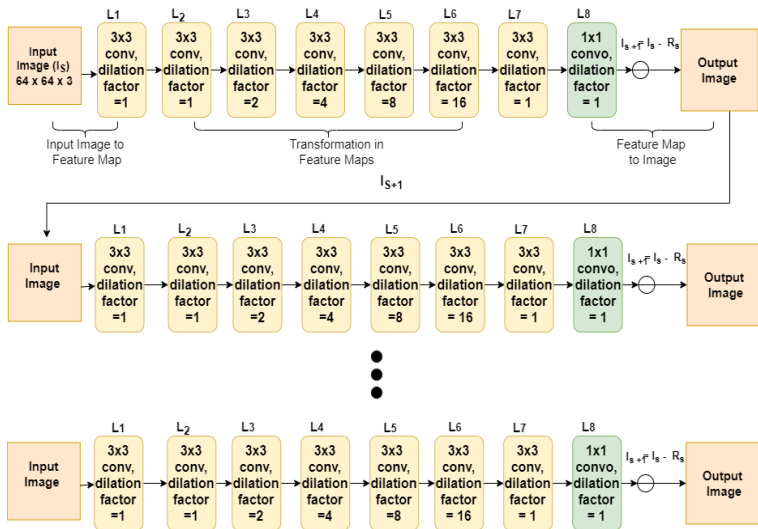 L1 L2 L3 L4 L5 L6 L7 L8
Input
Image (IS)
64 x 64 x 3
3x3
conv,
dilation
factor
=1
3x3
conv,
dilation
factor
=1
3x3
conv,
dilation
factor
=2
3x3
conv,
dilation
factor
=4
3x3
conv,
dilation
factor
=8
3x3
conv,
dilation
factor
= 16
3x3
conv,
dilation
factor
= 1
1x1
convo,
dilation
factor
= 1
Is+1= Is - Rs
Output
Image
Input Image to
Feature Map
Transformation in
Feature Maps
Feature Map
to Image
IS+1
L1 L2 L3 L4 L5 L6 L7 L8
Input
Image
3x3
conv,
dilation
factor
=1
3x3
conv,
dilation
factor
=1
3x3
conv,
dilation
factor
=2
3x3
conv,
dilation
factor
=4
3x3
conv,
dilation
factor
=8
3x3
conv,
dilation
factor
= 16
3x3
conv,
dilation
factor
= 1
1x1
convo,
dilation
factor
= 1
Is+1= Is - Rs
Output
Image
L1 L2 L3 L4 L5 L6 L7 L8
Input
Image
3x3
conv,
dilation
factor
=1
3x3
conv,
dilation
factor
=1
3x3
conv,
dilation
factor
=2
3x3
conv,
dilation
factor
=4
3x3
conv,
dilation
factor
=8
3x3
conv,
dilation
factor
= 16
3x3
conv,
dilation
factor
= 1
1x1
convo,
dilation
factor
= 1
Is+1= Is - Rs
Output
Image